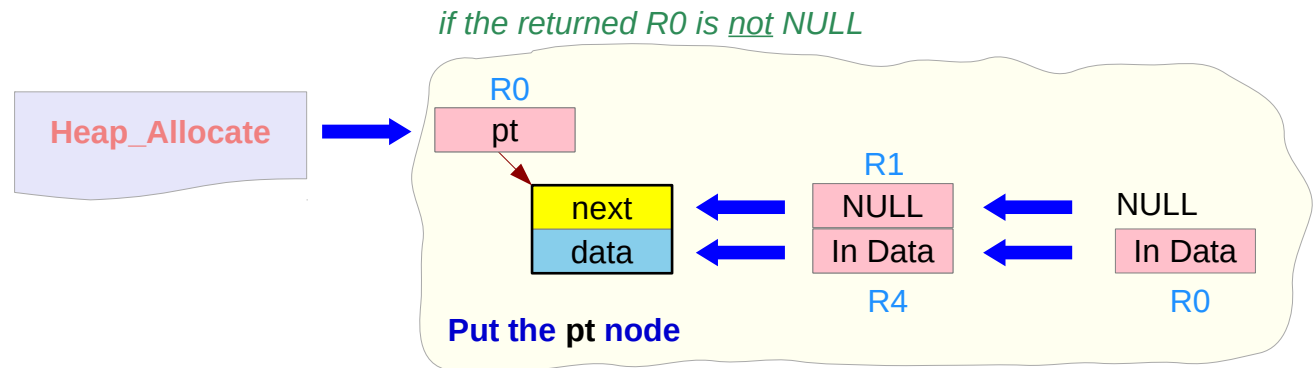 if the returned R0 is not NULL
R0
Heap_Allocate
pt
R1
next
NULL
NULL
data
In Data
In Data
R4
R0
Put the pt node